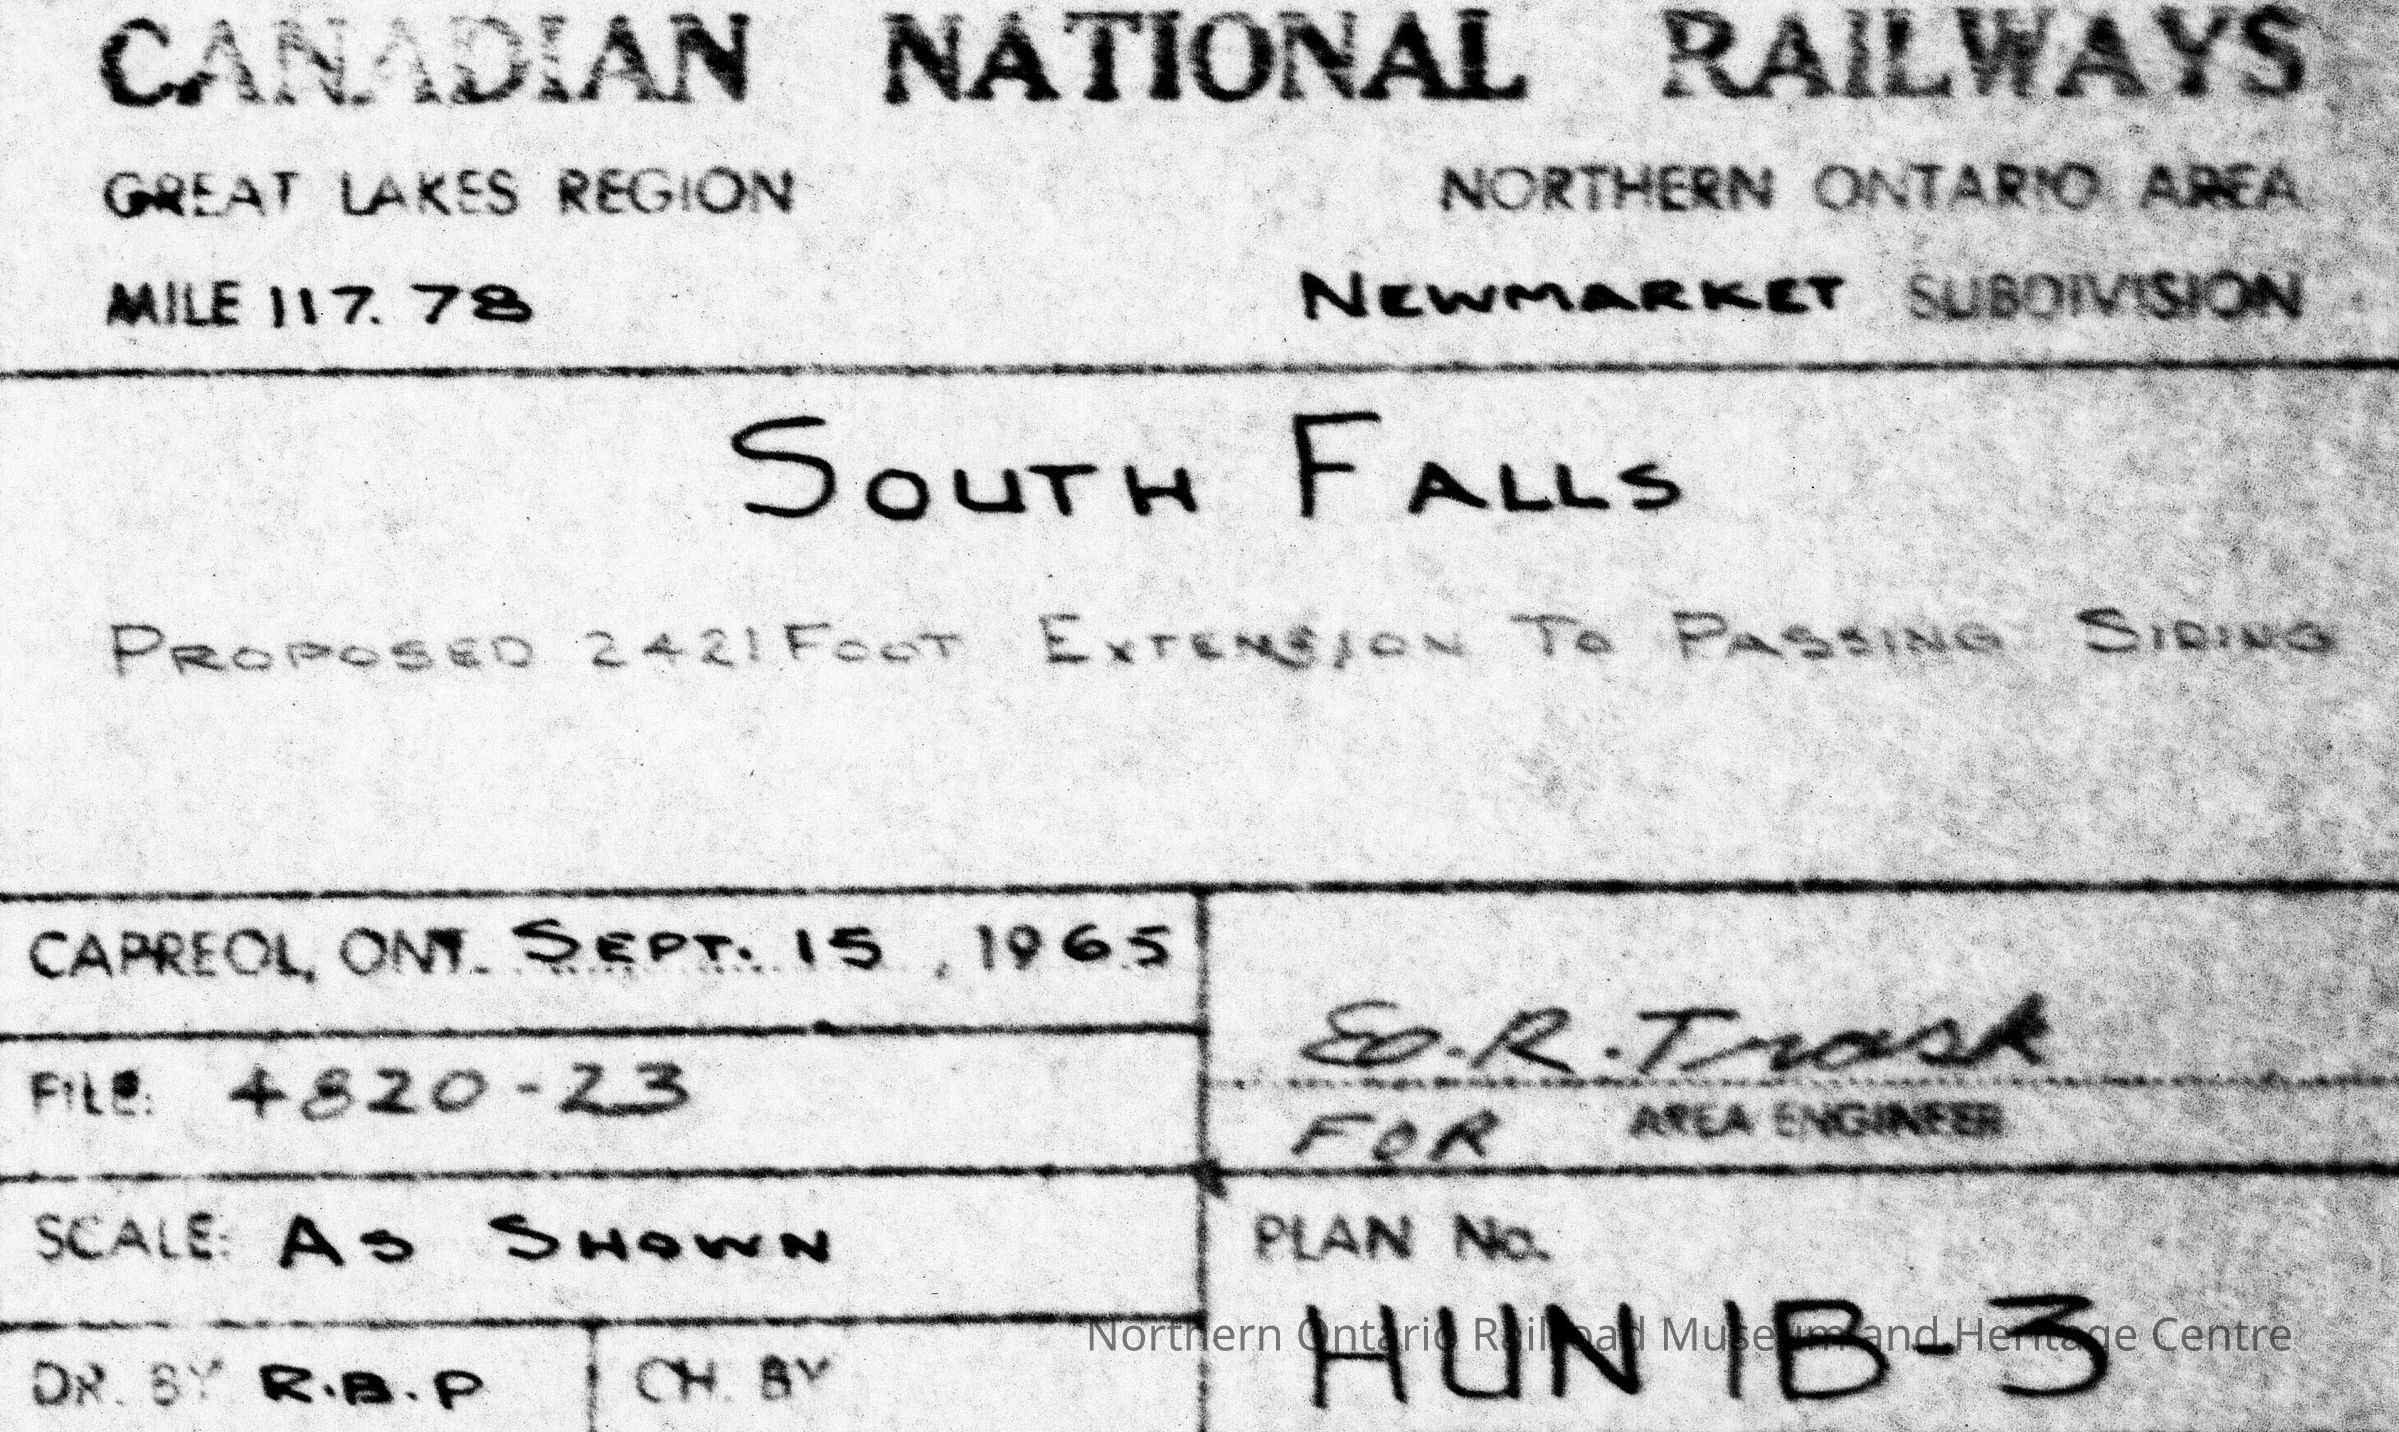 CANADIAN NATIONAL RAILWAYS
GREAT LAKES REGION NORTHERN ONTARIO AREA
MILE 117.78 NEWMARKET SUBDIVISION
SOUTH FALLS
PROPOSED 2421 FOOT EXTENSION TO PASSING SIDING
CAPREOL, ONT. SEPT. 15, 1965
FILE: 4820-23
SCALE: AS SHOWN
DR. BY R.B.P CH. BY
Ed.R.Trask
FOR AREA ENGINEER
PLAN No.
HUN 1B-3
Northern Ontario Railroad Museum and Heritage Centre